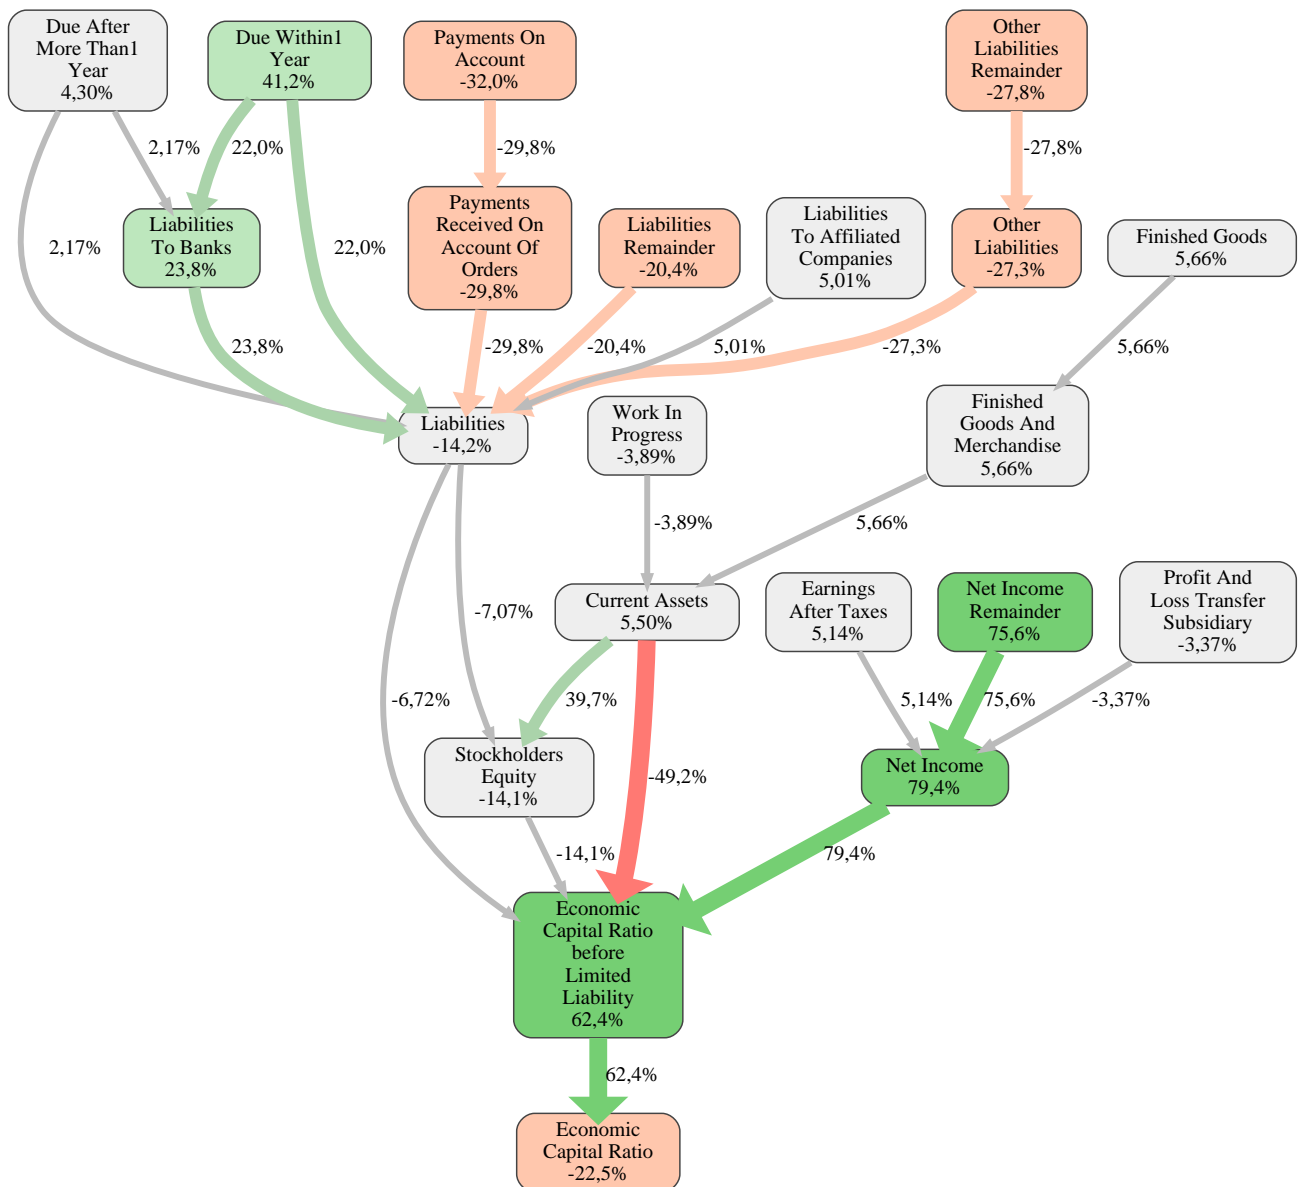 Due After
More Than1
Year
4,30%
Due Within1
Year
41,2%
Payments On
Account
-32,0%
Other
Liabilities
Remainder
-27,8%
2,17%
22,0%
-29,8%
-27,8%
Liabilities
To Banks
23,8%
Payments
Received On
Account Of
Orders
-29,8%
Liabilities
Remainder
-20,4%
Liabilities
To Affiliated
Companies
5,01%
Other
Liabilities
-27,3%
Finished Goods
5,66%
2,17%
22,0%
23,8%
-29,8%
-20,4%
5,01%
-27,3%
5,66%
Liabilities
-14,2%
Work In
Progress
-3,89%
Finished
Goods And
Merchandise
5,66%
-3,89%
5,66%
-7,07%
Current Assets
5,50%
Earnings
After Taxes
5,14%
Net Income
Remainder
75,6%
Profit And
Loss Transfer
Subsidiary
-3,37%
-6,72%
39,7%
5,14%
75,6%
-3,37%
Stockholders
Equity
-14,1%
-49,2%
Net Income
79,4%
-14,1%
79,4%
Economic
Capital Ratio
before
Limited
Liability
62,4%
62,4%
Economic
Capital Ratio
-22,5%